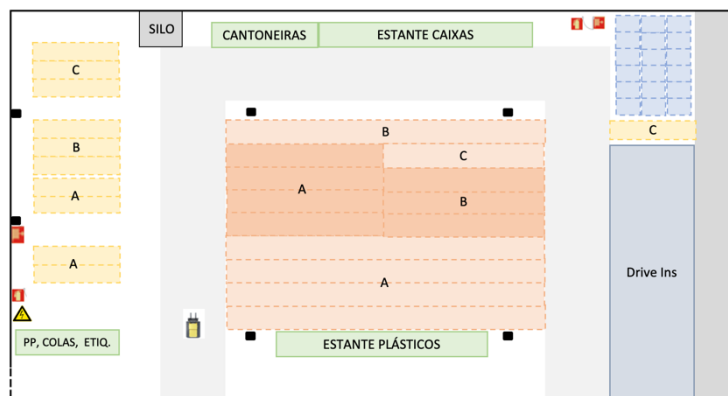 SILO
CANTONEIRAS
ESTANTE CAIXAS
C
B
A
A
PP, COLAS, ETIQ.
B
C
A
B
A
ESTANTE PLÁSTICOS
C
Drive Ins